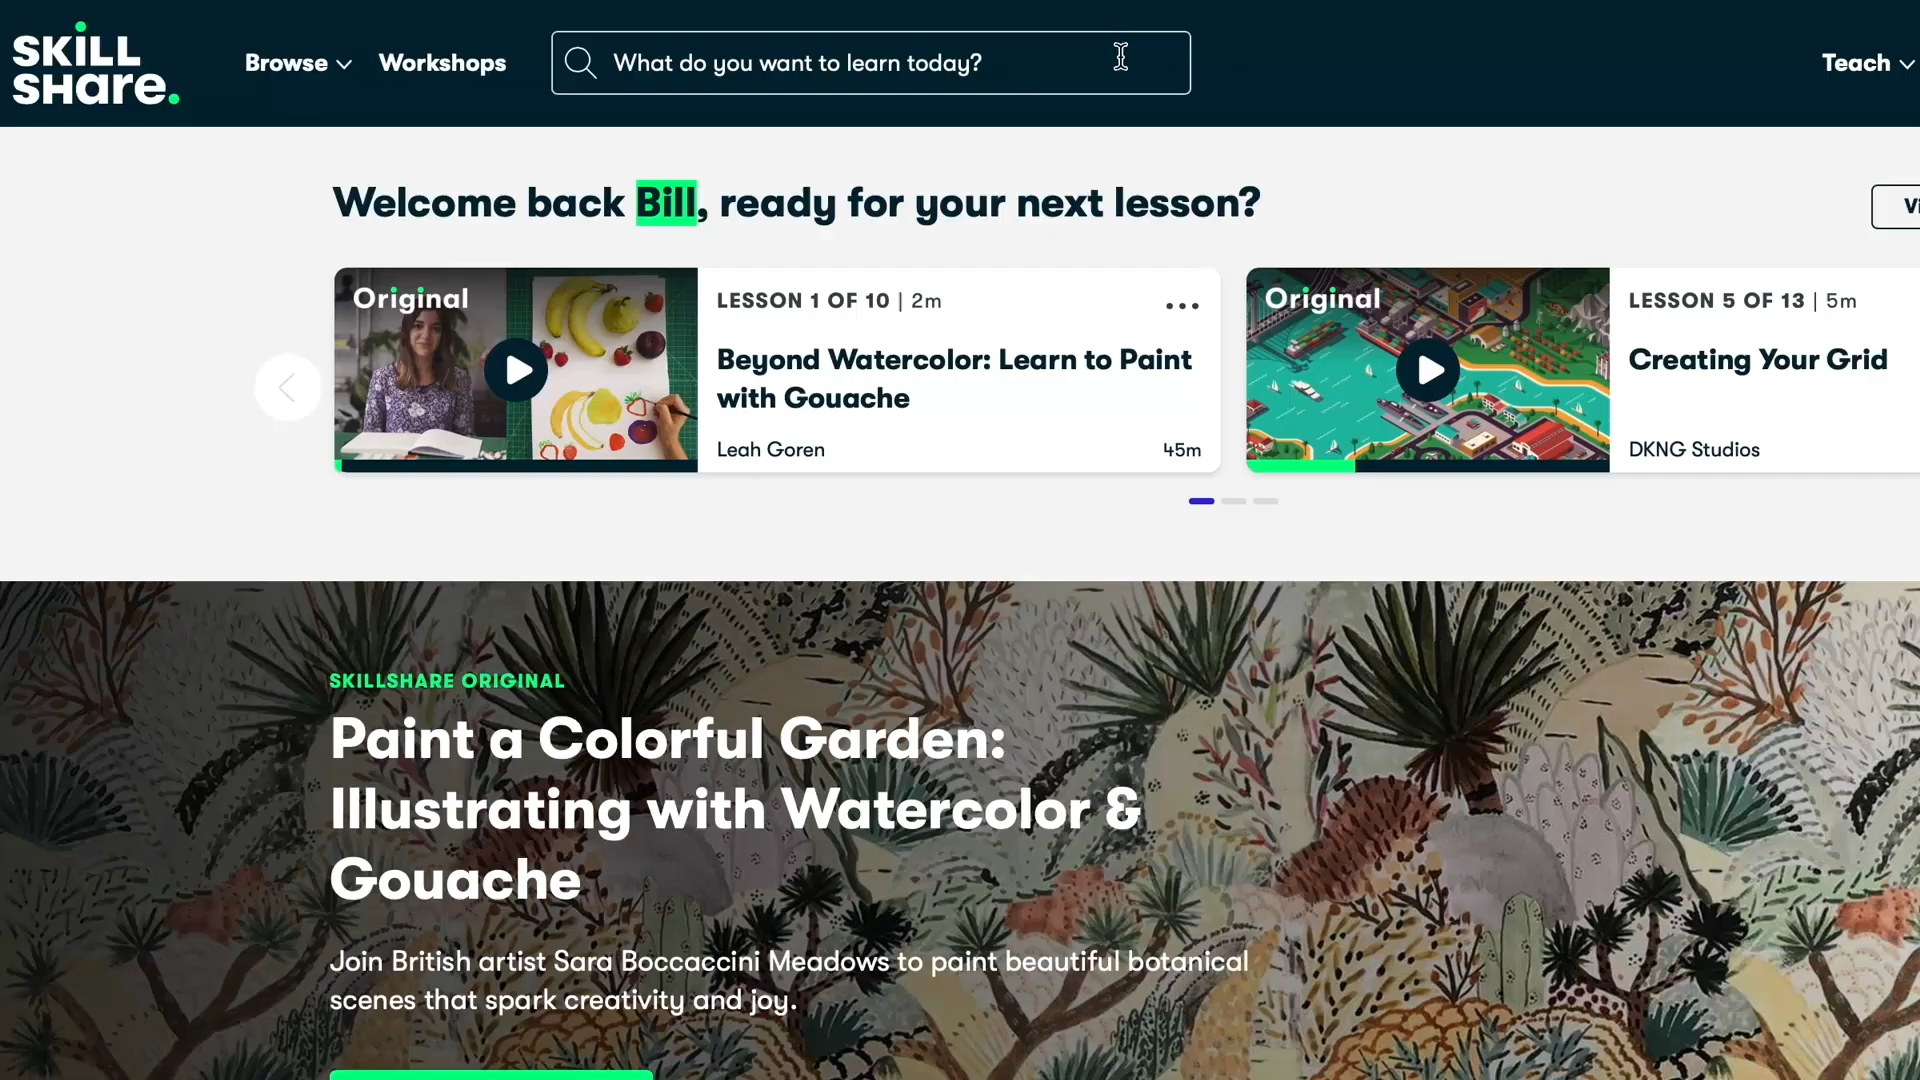 SKILL
SHARE.
Browse
Workshops
What do you want to learn today?
Teach
Welcome back Bill, ready for your next lesson?
Original
LESSON 1 OF 10 | 2m
Beyond Watercolor: Learn to Paint
with Gouache
Leah Goren
45m
Original
LESSON 5 OF 13 | 5m
Creating Your Grid
DKNG Studios
SKILLSHARE ORIGINAL
Paint a Colorful Garden:
Illustrating with Watercolor &
Gouache
Join British artist Sara Boccaccini Meadows to paint beautiful botanical
scenes that spark creativity and joy.